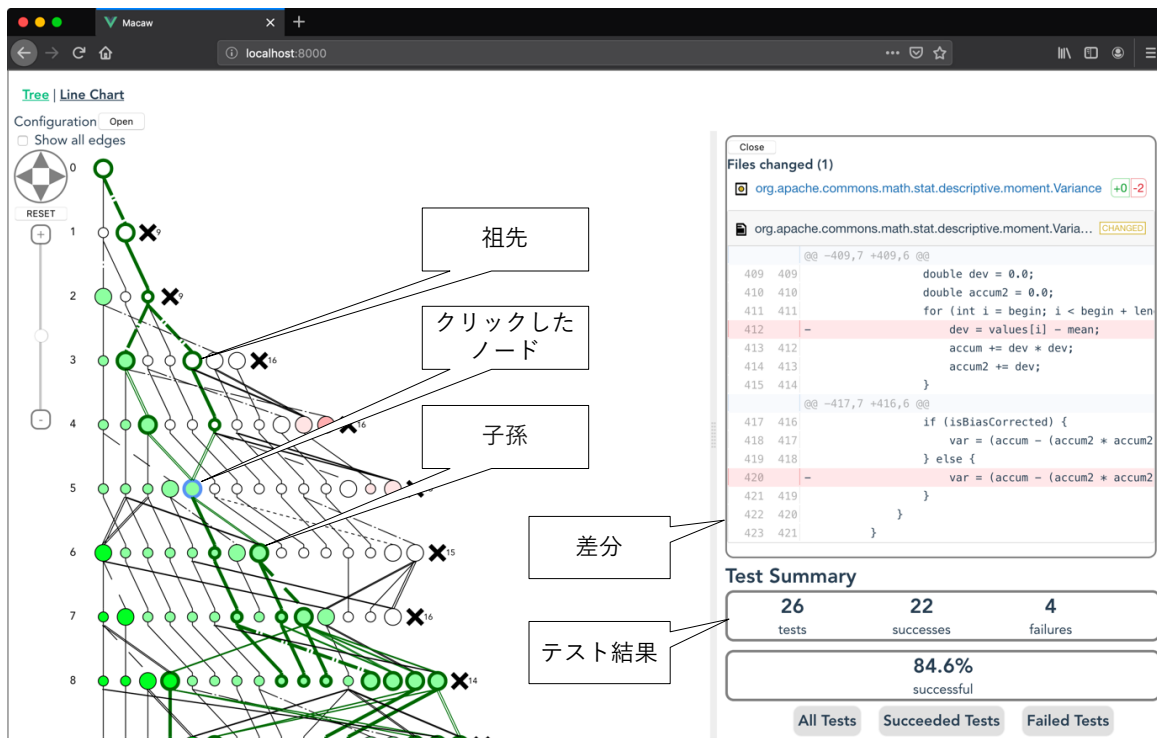 Macaw
localhost:8000
Tree | Line Chart
Configuration Open
Show all edges
RESET
+
-
0
1
9
2
9
3
16
4
16
5
6
15
7
16
8
14
祖先
クリックした
ノード
子孫
差分
テスト結果
Close
Files changed (1)
org.apache.commons.math.stat.descriptive.moment.Variance +0 -2
org.apache.commons.math.stat.descriptive.moment.Varia... CHANGED
@@ -409,7 +409,6 @@
409 409 double dev = 0.0;
410 410 double accum2 = 0.0;
411 411 for (int i = begin; i < begin + len
412 - dev = values[i] - mean;
413 412 accum += dev * dev;
414 413 accum2 += dev;
415 414 }
@@ -417,7 +416,6 @@
417 416 if (isBiasCorrected) {
418 417 var = (accum - (accum2 * accum2
419 418 } else {
420 - var = (accum - (accum2 * accum2
421 419 }
422 420 }
423 421 }
Test Summary
26 22 4
tests successes failures
84.6%
successful
All Tests Succeeded Tests Failed Tests